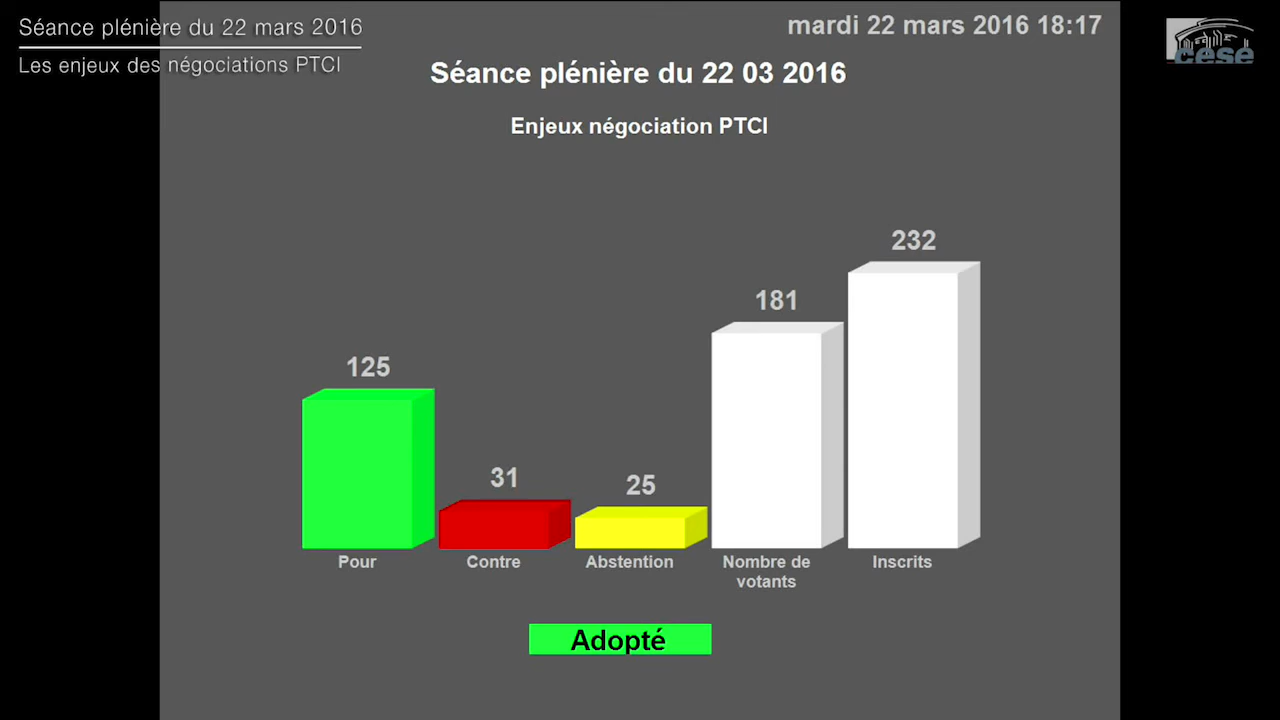 Séance plénière du 22 mars 2016
Les enjeux des négociations PTCI
mardi 22 mars 2016 18:17
cese
Séance plénière du 22 03 2016
Enjeux négociation PTCI
125
31
25
181
232
Pour
Contre
Abstention
Nombre de
votants
Inscrits
Adopté